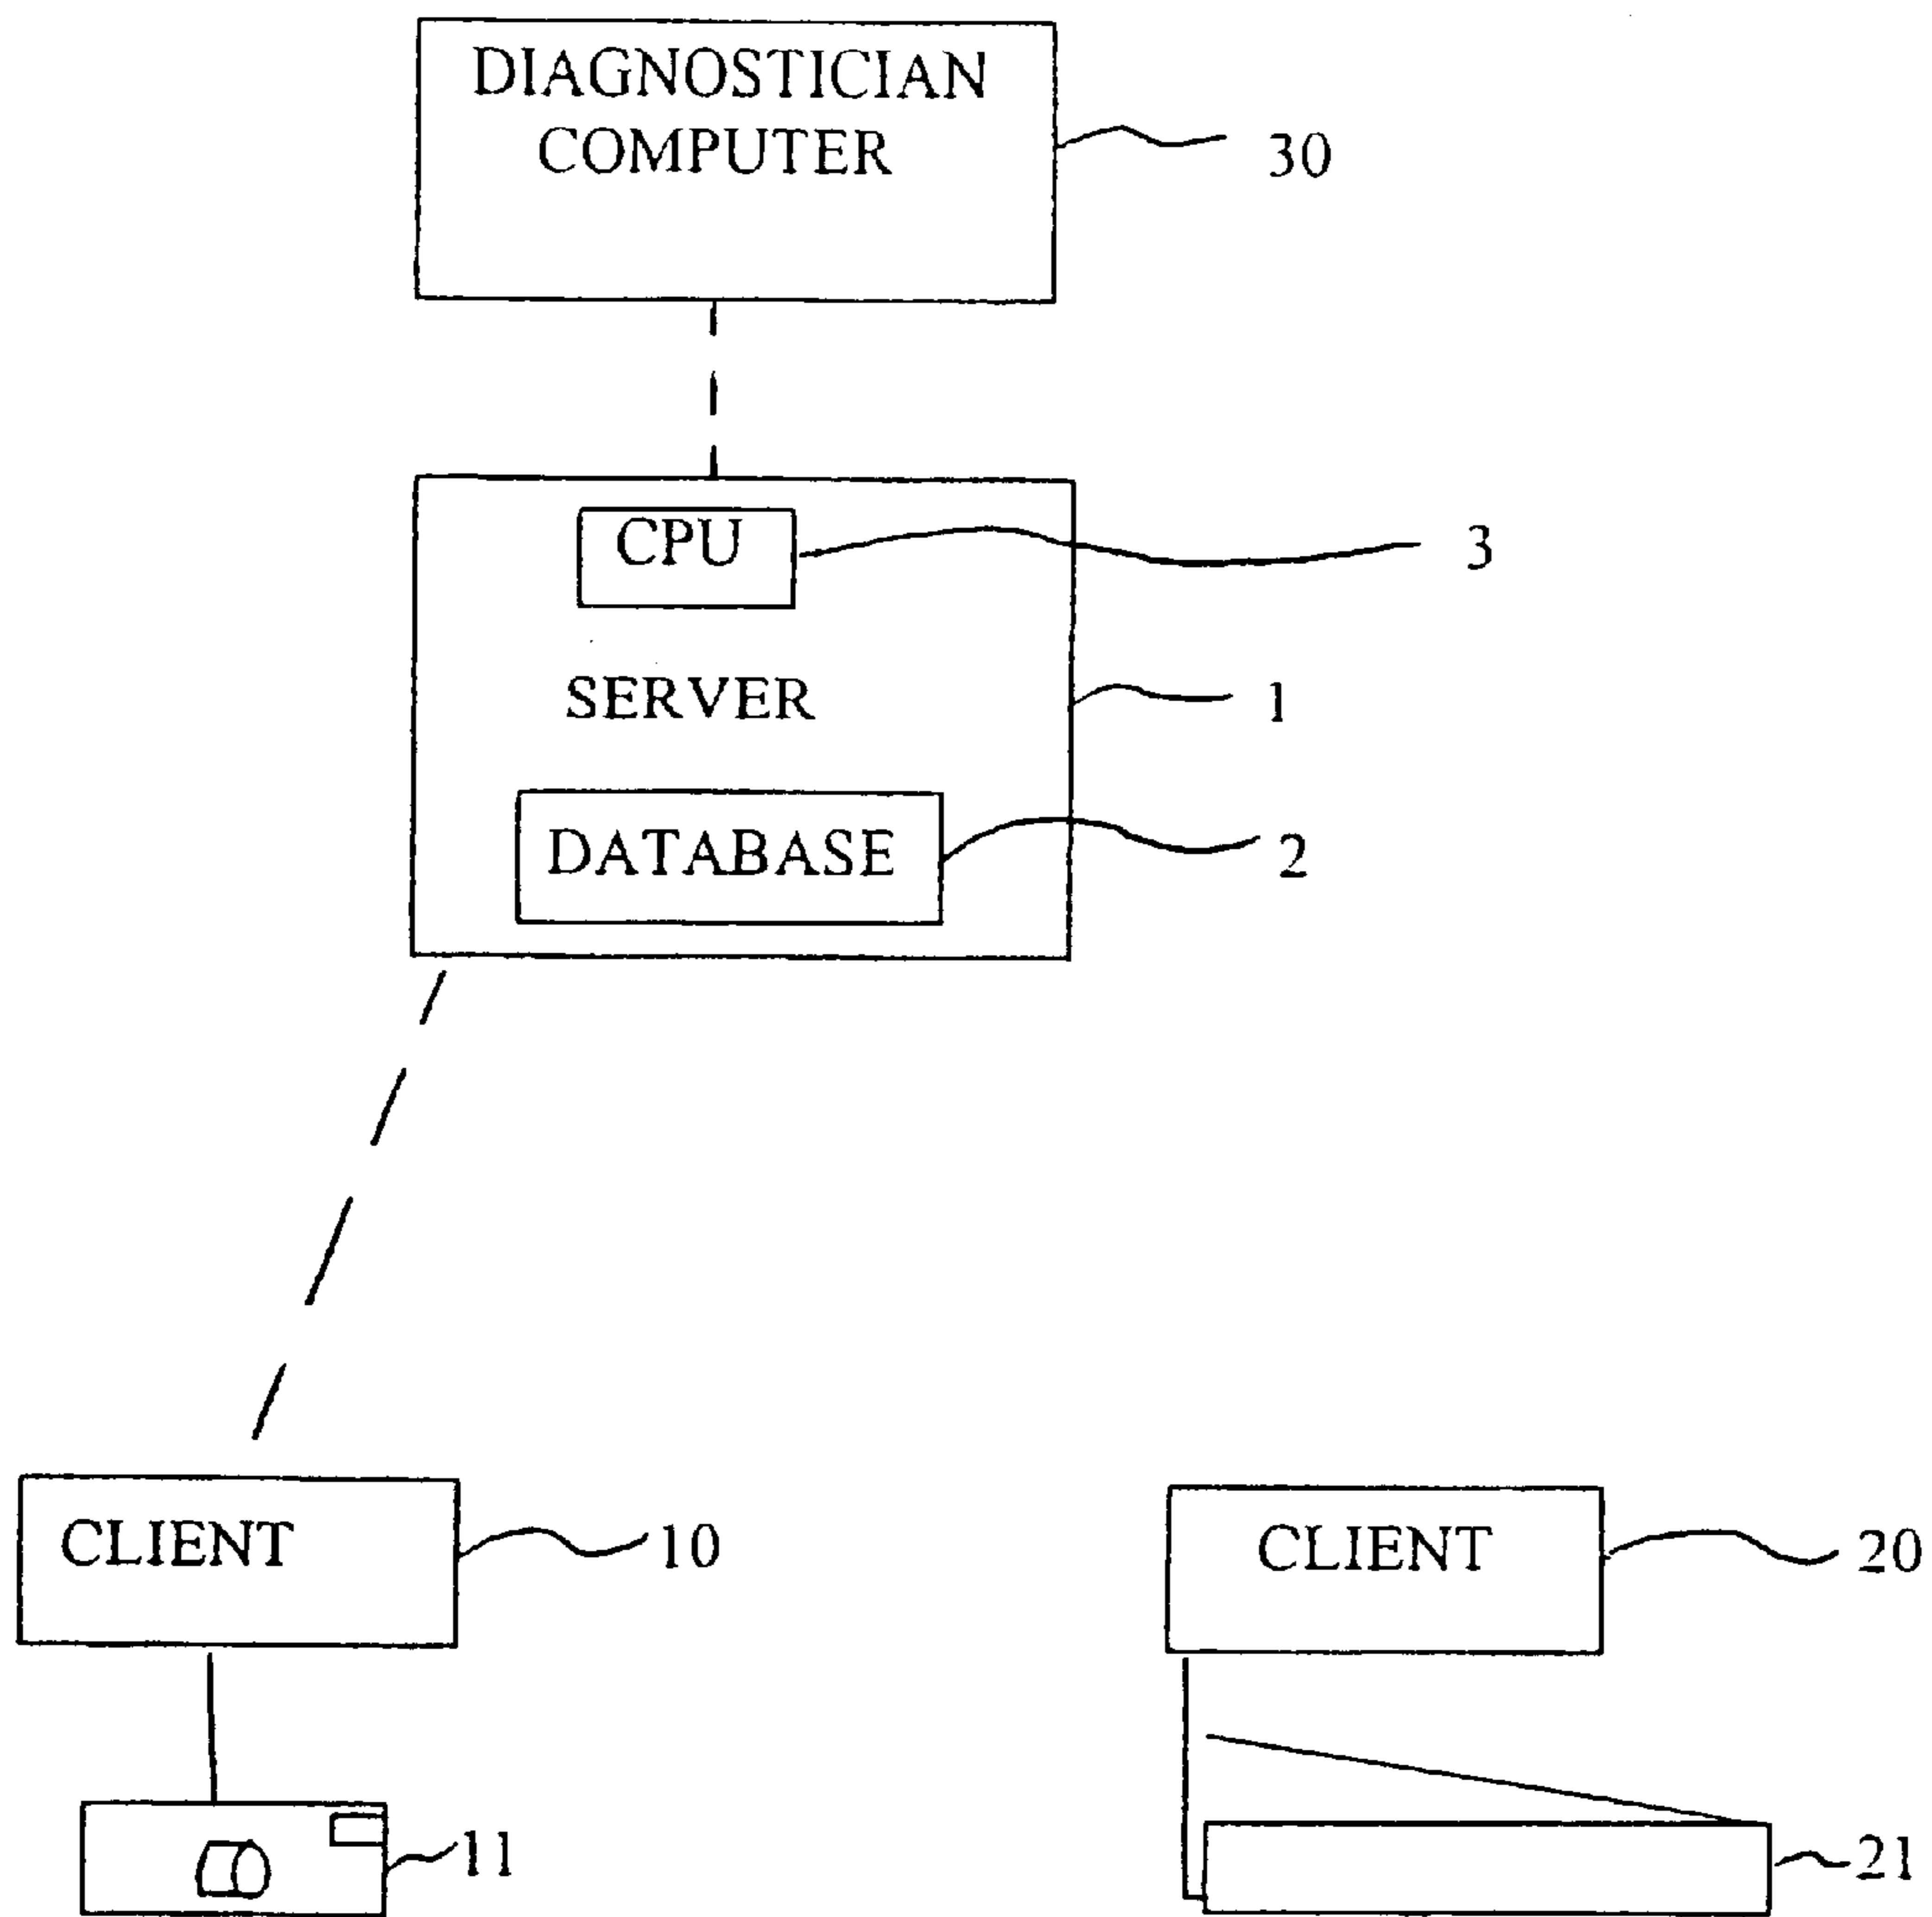 DIAGNOSTICIAN
COMPUTER
30
CPU
3
SERVER
1
DATABASE
2
CLIENT
10
CLIENT
20
11
21